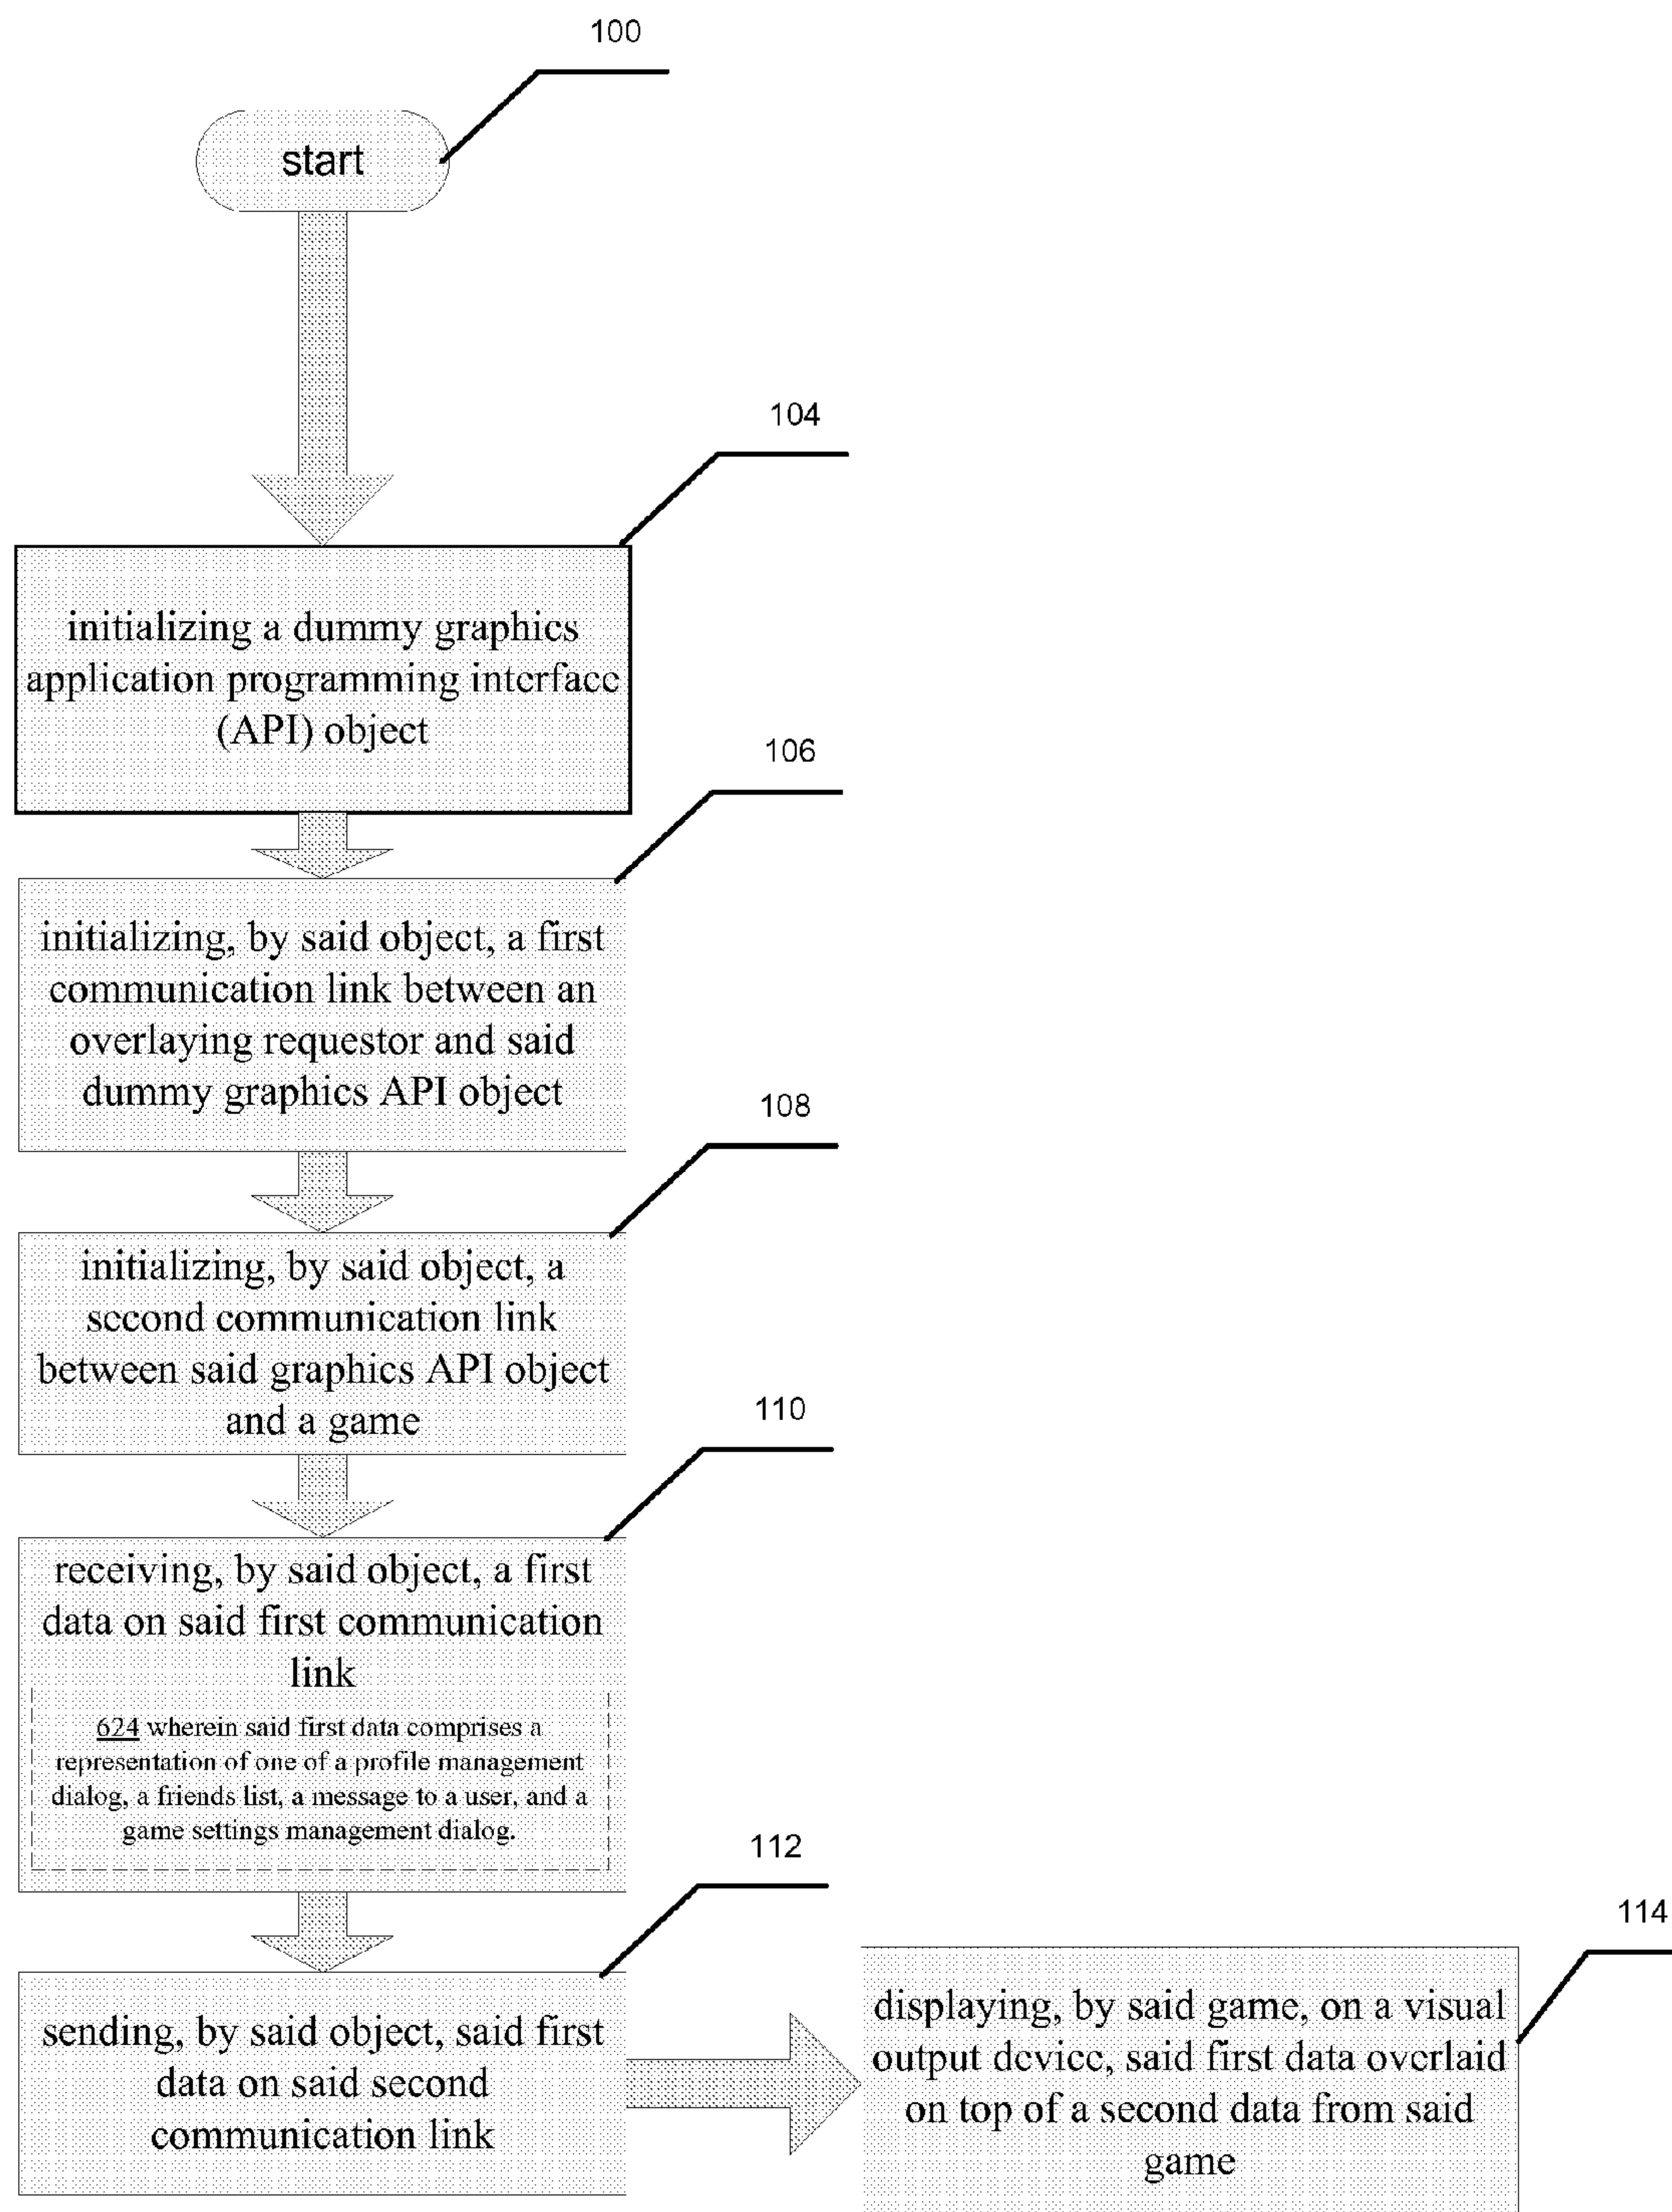 100
start
104
initializing a dummy graphics
application programming interface
(API) object
106
initializing, by said object, a first
communication link between an
overlaying requestor and said
dummy graphics API object
108
initializing, by said object, a
second communication link
between said graphics API object
and a game
110
receiving, by said object, a first
data on said first communication
link
624 wherein said first data comprises a
representation of one of a profile management
dialog, a friends list, a message to a user, and a
game settings management dialog.
112
sending, by said object, said first
data on said second
communication link
114
displaying, by said game, on a visual
output device, said first data overlaid
on top of a second data from said
game